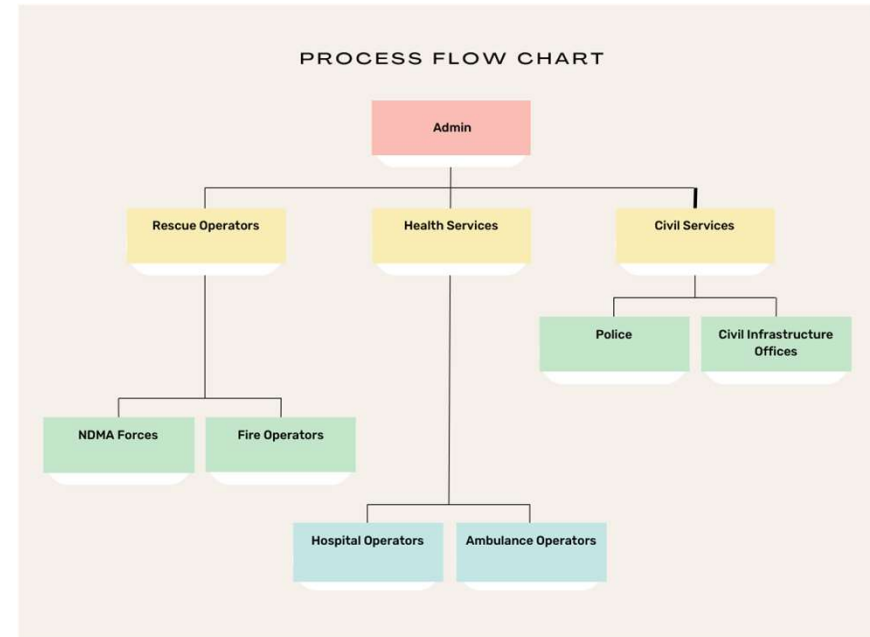 PROCESS FLOW CHART
Admin
Rescue Operators
Health Services
Civil Services
Police
Civil Infrastructure
Offices
NDMA Forces
Fire Operators
Hospital Operators
Ambulance Operators